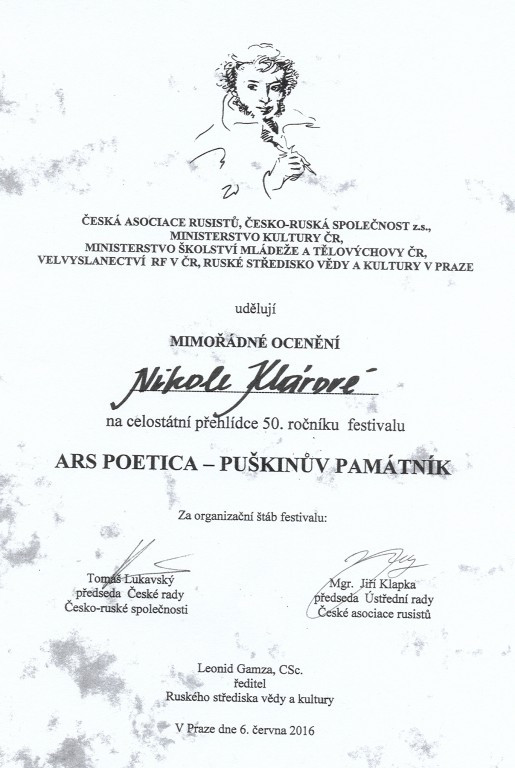 ČESKÁ ASOCIACE RUSISTŮ, ČESKO-RUSKÁ SPOLEČNOST z.s.,
MINISTERSTVO KULTURY ČR,
MINISTERSTVO ŠKOLSTVÍ MLÁDEŽE A TĚLOVÝCHOVY ČR,
VELVYSLANECTVÍ RF V ČR, RUSKÉ STŘEDISKO VĚDY A KULTURY V PRAZE
udělují
MIMOŘÁDNÉ OCENĚNÍ
Nikole Klárové
na celostátní přehlídce 50. ročníku festivalu
ARS POETICA – PUŠKINŮV PAMÁTNÍK
Za organizační štáb festivalu:
Tomáš Lukavský
předseda České rady
Česko-ruské společnosti
Mgr. Jiří Klapka
předseda Ústřední rady
České asociace rusistů
Leonid Gamza, CSc.
ředitel
Ruského střediska vědy a kultury
V Praze dne 6. června 2016